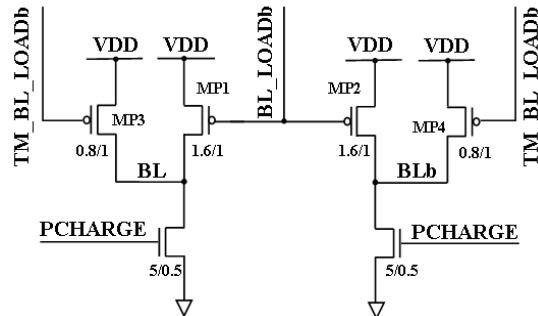 TM_BL_LOADb
VDD
VDD
MP1
BL_LOADb
MP2
VDD
VDD
TM_BL_LOADb
MP3
MP4
0.8/1
1.6/1
1.6/1
0.8/1
BL
BLb
PCHARGE
PCHARGE
5/0.5
5/0.5